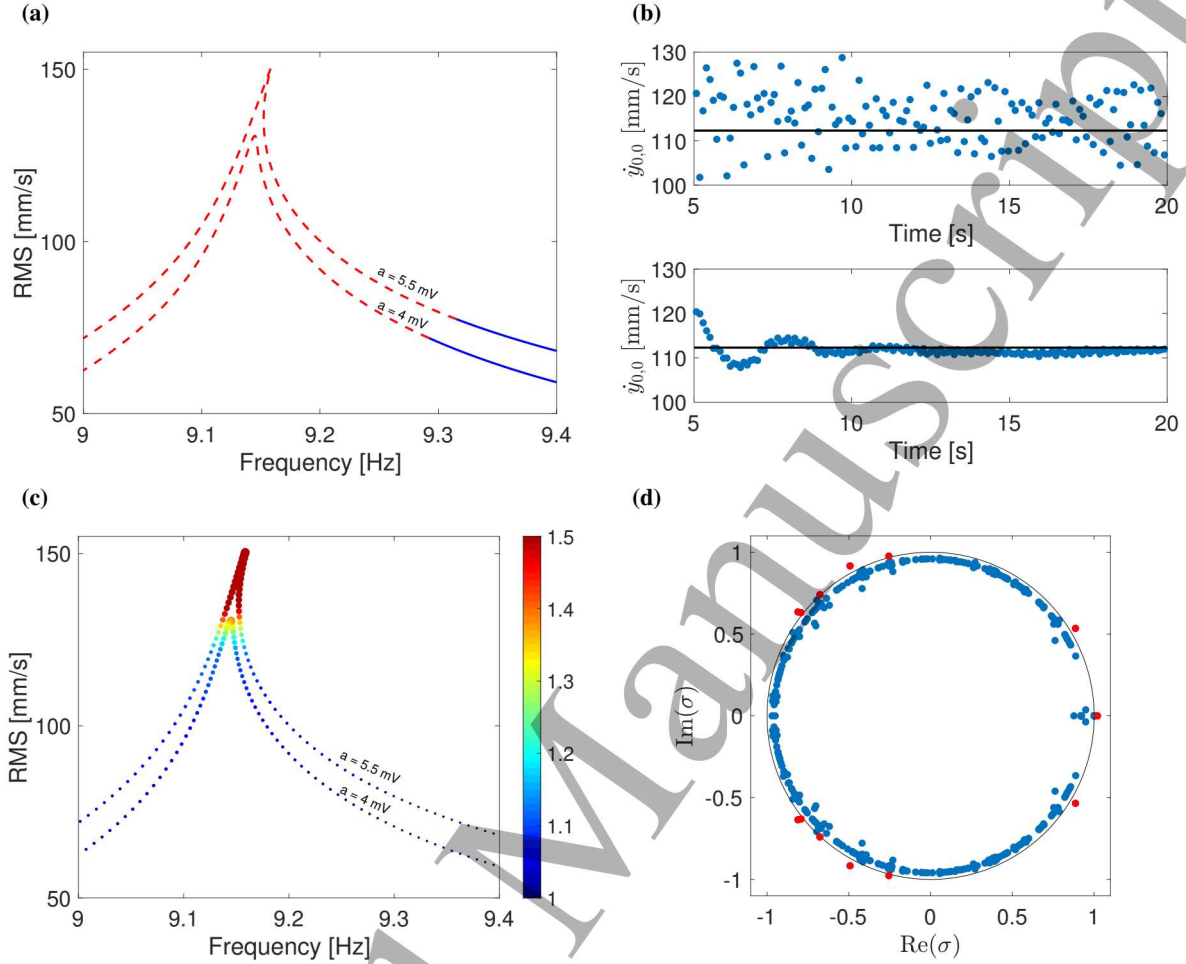 (a)
150
100
50
RMS [mm/s]
a = 5.5 mV
a = 4 mV
9
9.1
9.2
9.3
9.4
Frequency [Hz]
(b)
130
120
110
100
ẏ0,0 [mm/s]
5
10
15
20
Time [s]
130
120
110
100
ẏ0,0 [mm/s]
5
10
15
20
Time [s]
(c)
150
100
50
RMS [mm/s]
a = 5.5 mV
a = 4 mV
9
9.1
9.2
9.3
9.4
Frequency [Hz]
1.5
1.4
1.3
1.2
1.1
1
(d)
1
0.5
0
-0.5
-1
Im(σ)
-1
-0.5
0
0.5
1
Re(σ)
Manuscrip